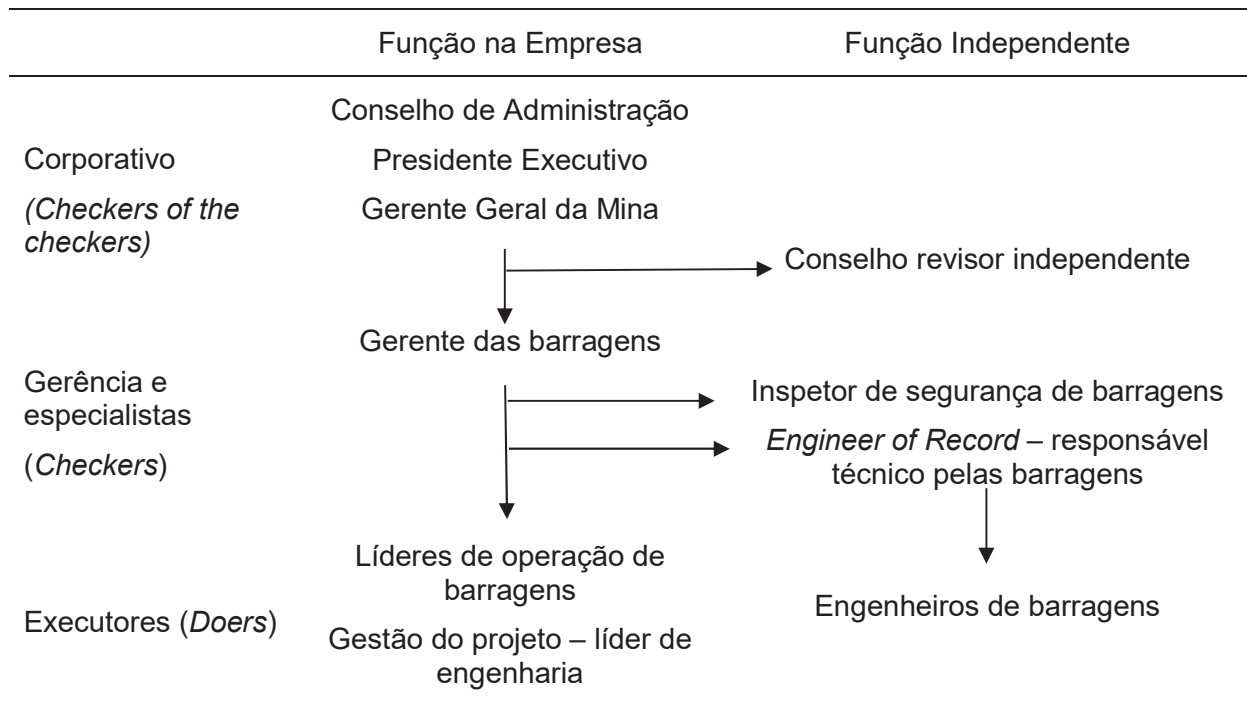 Função na Empresa
Função Independente
Conselho de Administração
Corporativo
Presidente Executivo
(Checkers of the
checkers)
Gerente Geral da Mina
Conselho revisor independente
Gerente das barragens
Gerência e
especialistas
(Checkers)
Inspetor de segurança de barragens
Engineer of Record – responsável
técnico pelas barragens
Líderes de operação de
barragens
Executores (Doers)
Gestão do projeto – líder de
engenharia
Engenheiros de barragens